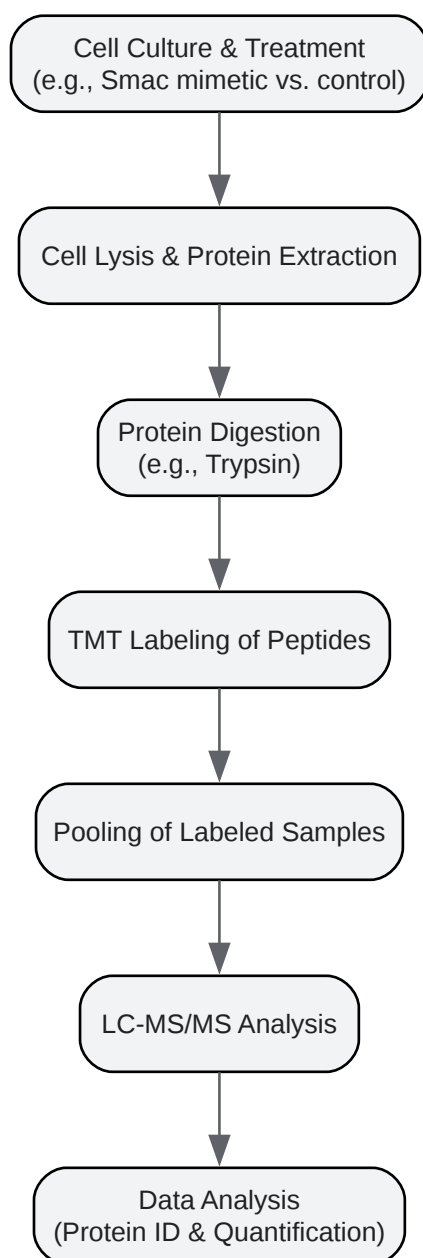 Cell Culture & Treatment
(e.g., Smac mimetic vs. control)
Cell Lysis & Protein Extraction
Protein Digestion
(e.g., Trypsin)
TMT Labeling of Peptides
Pooling of Labeled Samples
LC-MS/MS Analysis
Data Analysis
(Protein ID & Quantification)